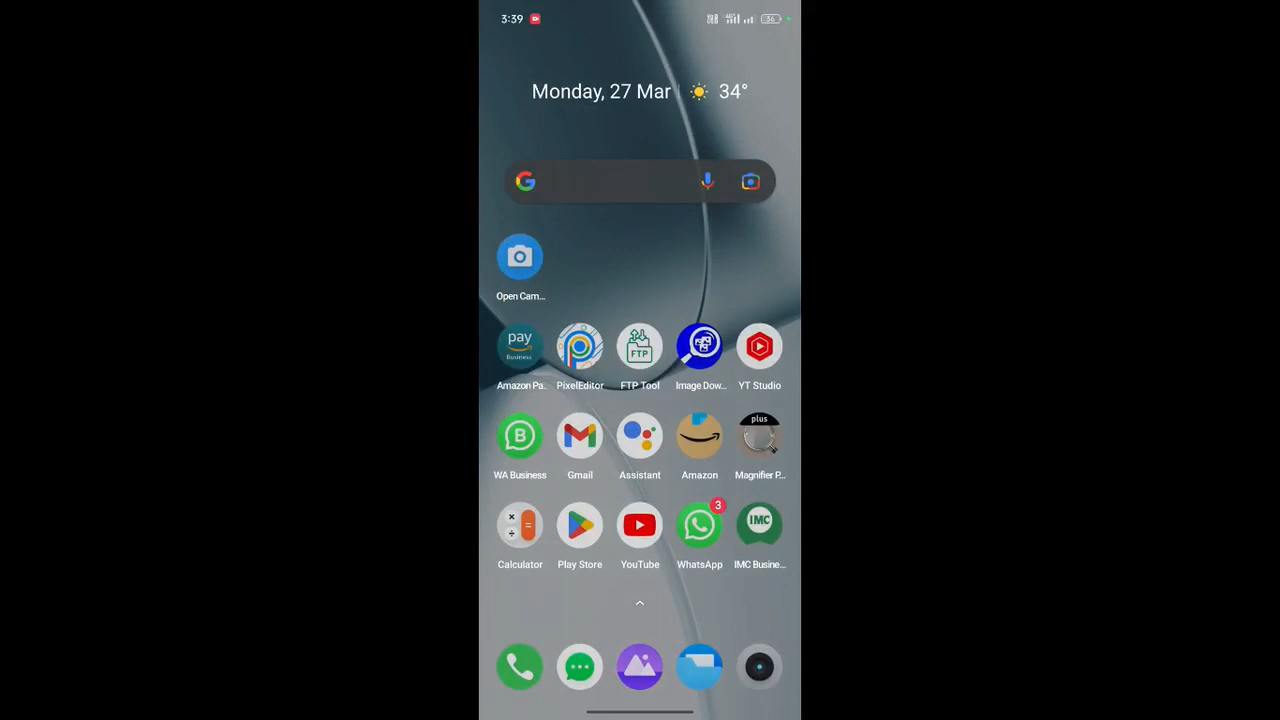 3:39
36
Monday, 27 Mar 34°
Open Cam...
pay
Business
FTP
Amazon Pa.
PixelEditor
FTP Tool
Image Dow...
YT Studio
plus
B
WA Business
Gmail
Assistant
Amazon
Magnifier P...
3
IMC
Calculator
Play Store
YouTube
WhatsApp
IMC Busine...